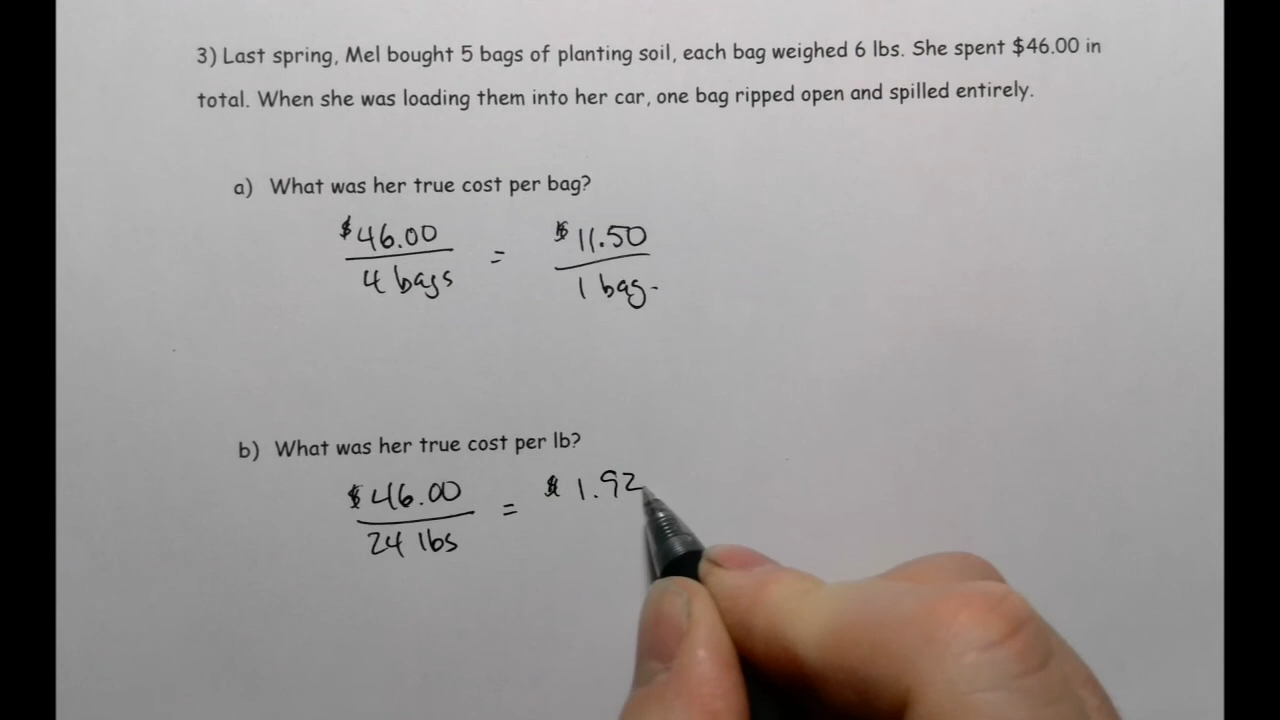 3) Last spring, Mel bought 5 bags of planting soil, each bag weighed 6 lbs. She spent $46.00 in
total. When she was loading them into her car, one bag ripped open and spilled entirely.
a) What was her true cost per bag?
$46.00 = $11.50
4 bags 1 bag.
b) What was her true cost per lb?
$46.00 = $1.92
24 lbs